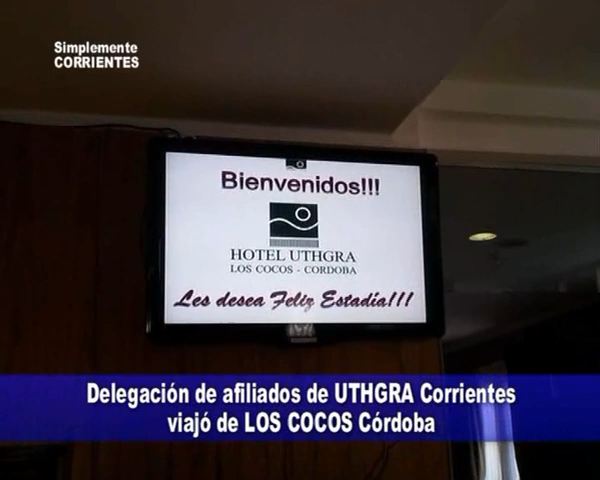 Simplemente
CORRIENTES
Bienvenidos!!!
HOTEL UTHGRA
LOS COCOS - CORDOBA
Les desea Feliz Estadía!!!
Delegación de afiliados de UTHGRA Corrientes
viajó de LOS COCOS Córdoba